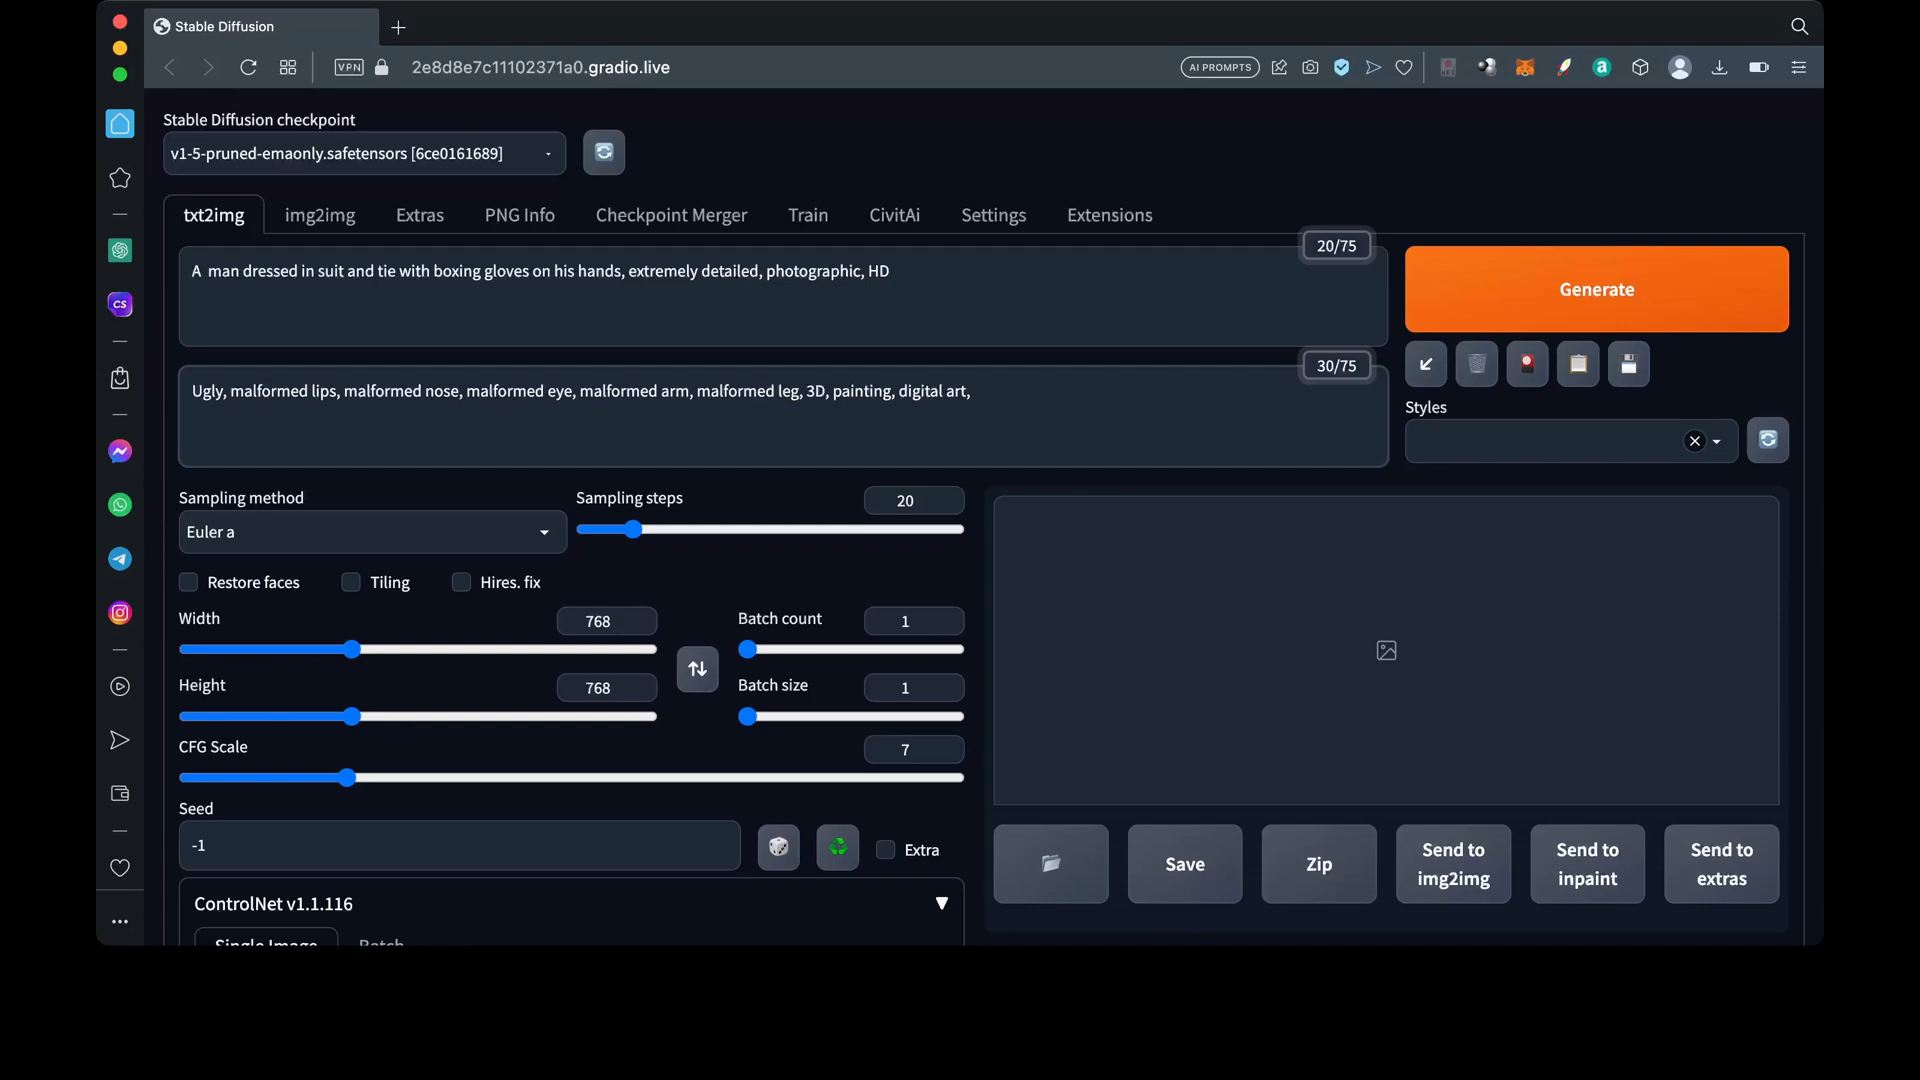 Stable Diffusion
VPN
2e8d8e7c11102371a0.gradio.live
AI PROMPTS
Stable Diffusion checkpoint
v1-5-pruned-emaonly.safetensors [6ce0161689]
txt2img
img2img
Extras
PNG Info
Checkpoint Merger
Train
CivitAi
Settings
Extensions
20/75
A man dressed in suit and tie with boxing gloves on his hands, extremely detailed, photographic, HD
Generate
30/75
Ugly, malformed lips, malformed nose, malformed eye, malformed arm, malformed leg, 3D, painting, digital art,
Styles
CS
Sampling method
Euler a
Sampling steps
20
Restore faces
Tiling
Hires. fix
Width
768
Batch count
1
Height
768
Batch size
1
CFG Scale
7
Seed
-1
Extra
Save
Zip
Send to
img2img
Send to
inpaint
Send to
extras
ControlNet v1.1.116
Single Image
Batch